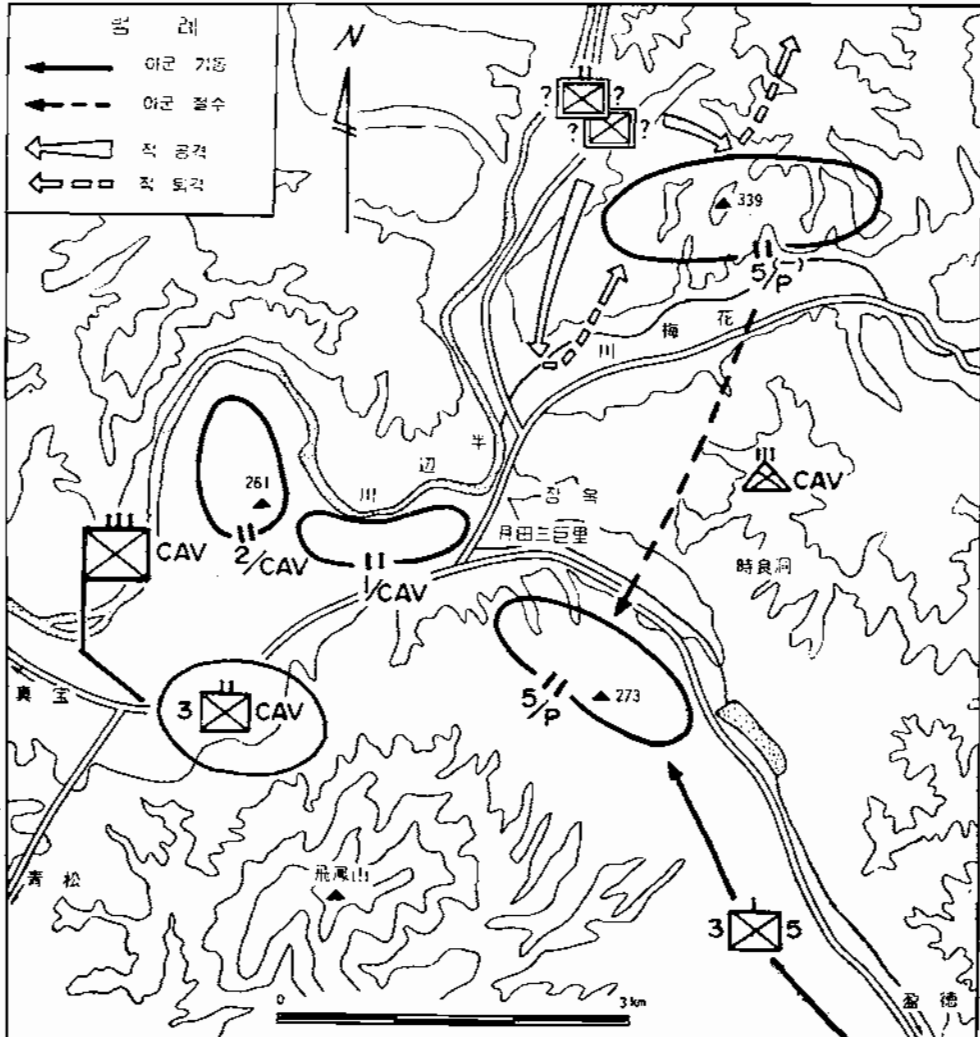 범 례
아군 기동
아군 철수
적 공격
적 퇴각
N
? ?
? ?
339
5(-)/P
梅花川
半辺川
261
2/CAV
1/CAV
CAV
장옥
月田三巨里
CAV
時良洞
真宝
3 CAV
5/P
273
青松
飛鳳山
3 5
盈徳
0 3km